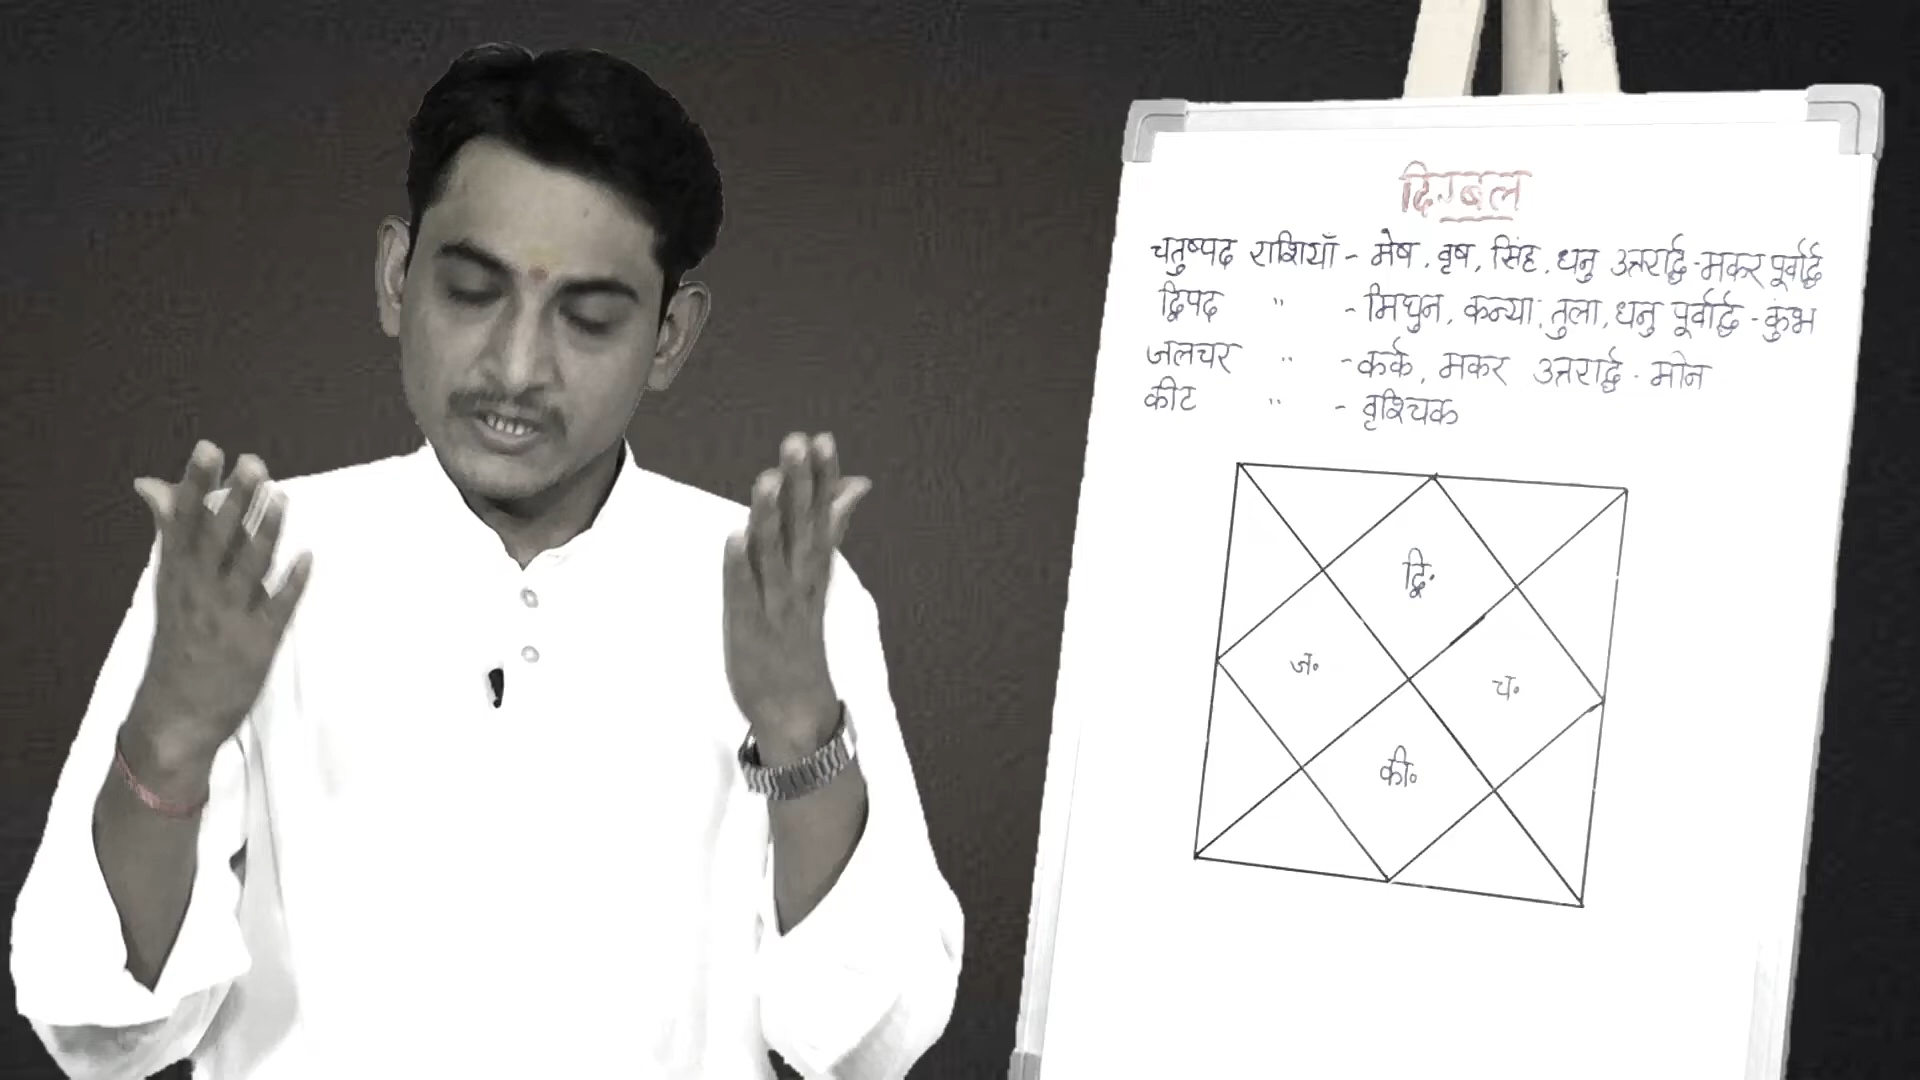 दिग्बल
चतुष्पद राशियाँ - मेष, वृष, सिंह, धनु उत्तरार्द्ध - मकर पूर्वार्द्ध
द्विपद " - मिथुन, कन्या, तुला, धनु पूर्वार्द्ध - कुंभ
जलचर " - कर्क, मकर उत्तरार्द्ध - मीन
कीट " - वृश्चिक
द्वि॰
ज॰
च॰
की॰